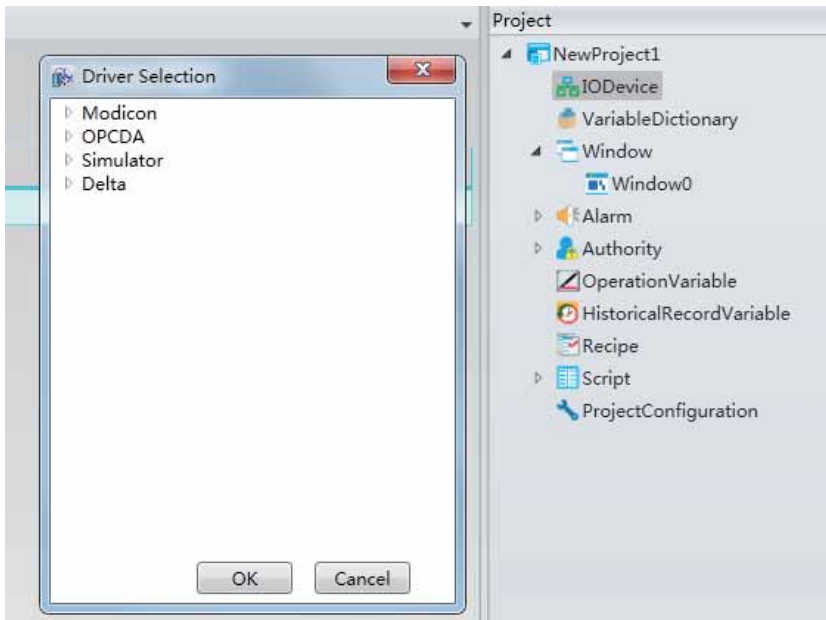 Driver Selection
Modicon
OPCDA
Simulator
Delta
OK
Cancel
Project
NewProject1
IODevice
VariableDictionary
Window
Window0
Alarm
Authority
OperationVariable
HistoricalRecordVariable
Recipe
Script
ProjectConfiguration